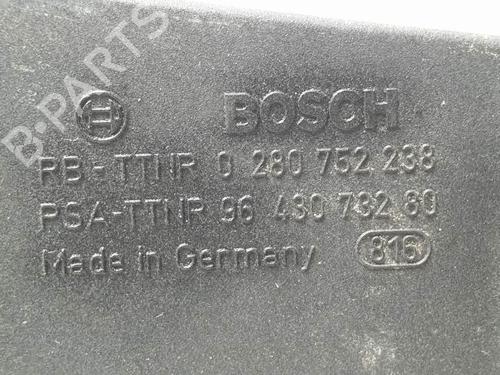 B-PARTS
BOSCH
RB-TTNR 0 280 752 238
PSA-TTNR 96 430 732 80
Made in Germany 816